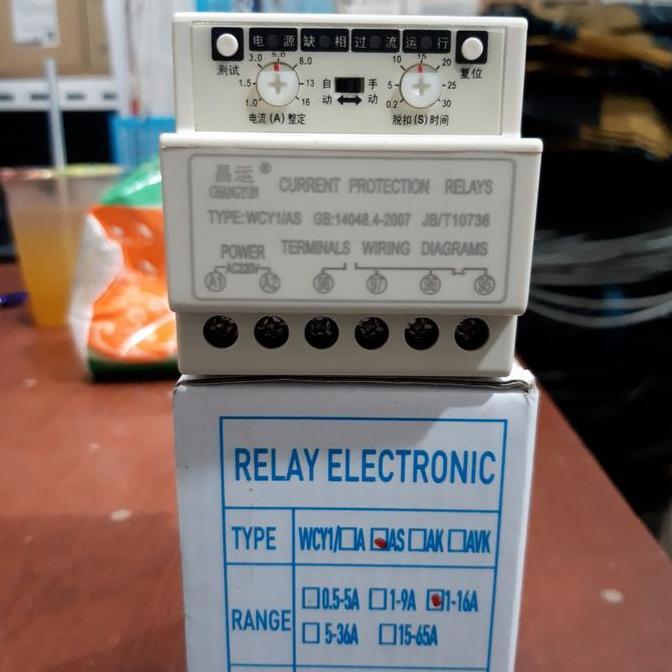 电源 缺相 过流 运行
测试
复位
3.0 5.0 8.0
1.5 13
1.0 16
电流(A)整定
自动 手动
10 15 20
5 25
0.2 30
脱扣(S)时间
昌运®
CHANGYUN
CURRENT PROTECTION RELAYS
TYPE:WCY1/AS GB:14048.4-2007 JB/T10736
POWER TERMINALS WIRING DIAGRAMS
AC220V
A1 A2 98 97 96 95
RELAY ELECTRONIC
TYPE WCY1/□A □AS □AK □AVK
RANGE
□0.5-5A □1-9A □1-16A
□5-36A □15-65A